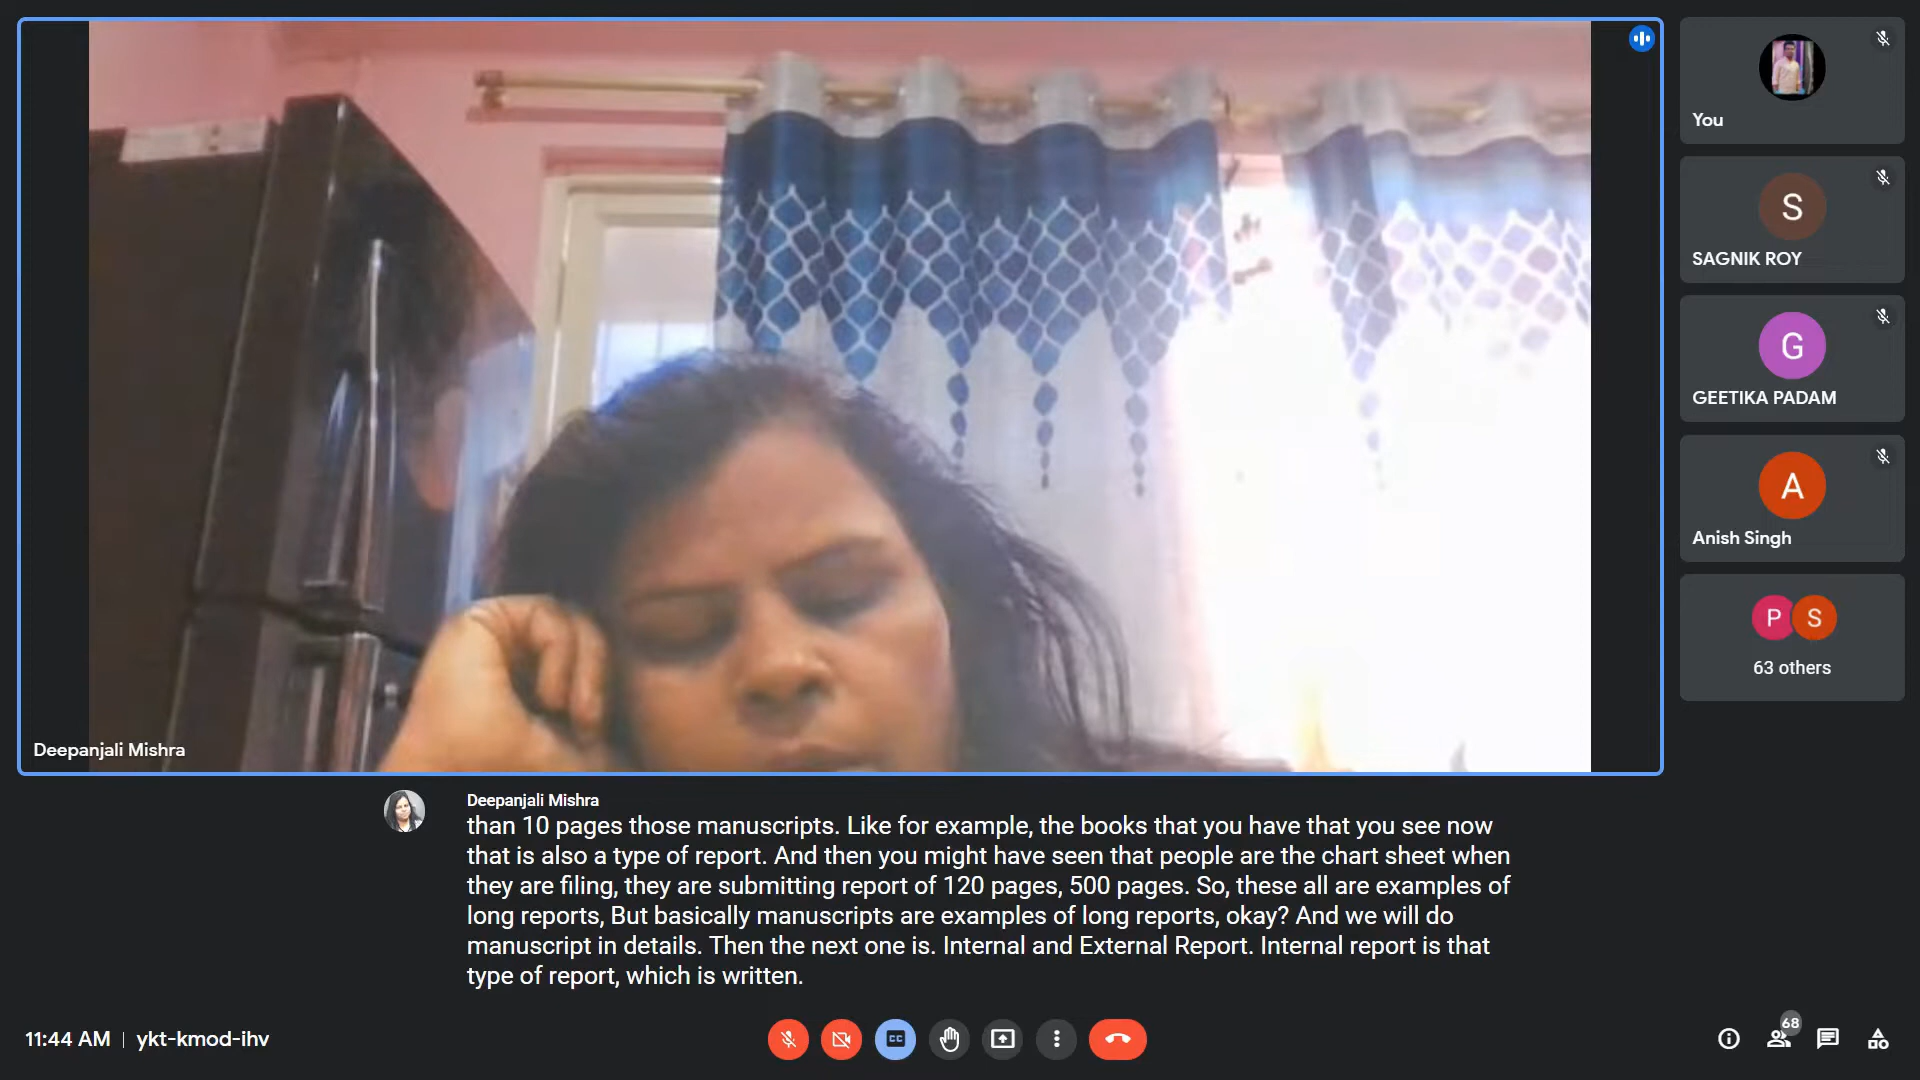 You
S
SAGNIK ROY
G
GEETIKA PADAM
A
Anish Singh
P S
63 others
Deepanjali Mishra
Deepanjali Mishra
than 10 pages those manuscripts. Like for example, the books that you have that you see now
that is also a type of report. And then you might have seen that people are the chart sheet when
they are filing, they are submitting report of 120 pages, 500 pages. So, these all are examples of
long reports, But basically manuscripts are examples of long reports, okay? And we will do
manuscript in details. Then the next one is. Internal and External Report. Internal report is that
type of report, which is written.
11:44 AM | ykt-kmod-ihv
CC
68